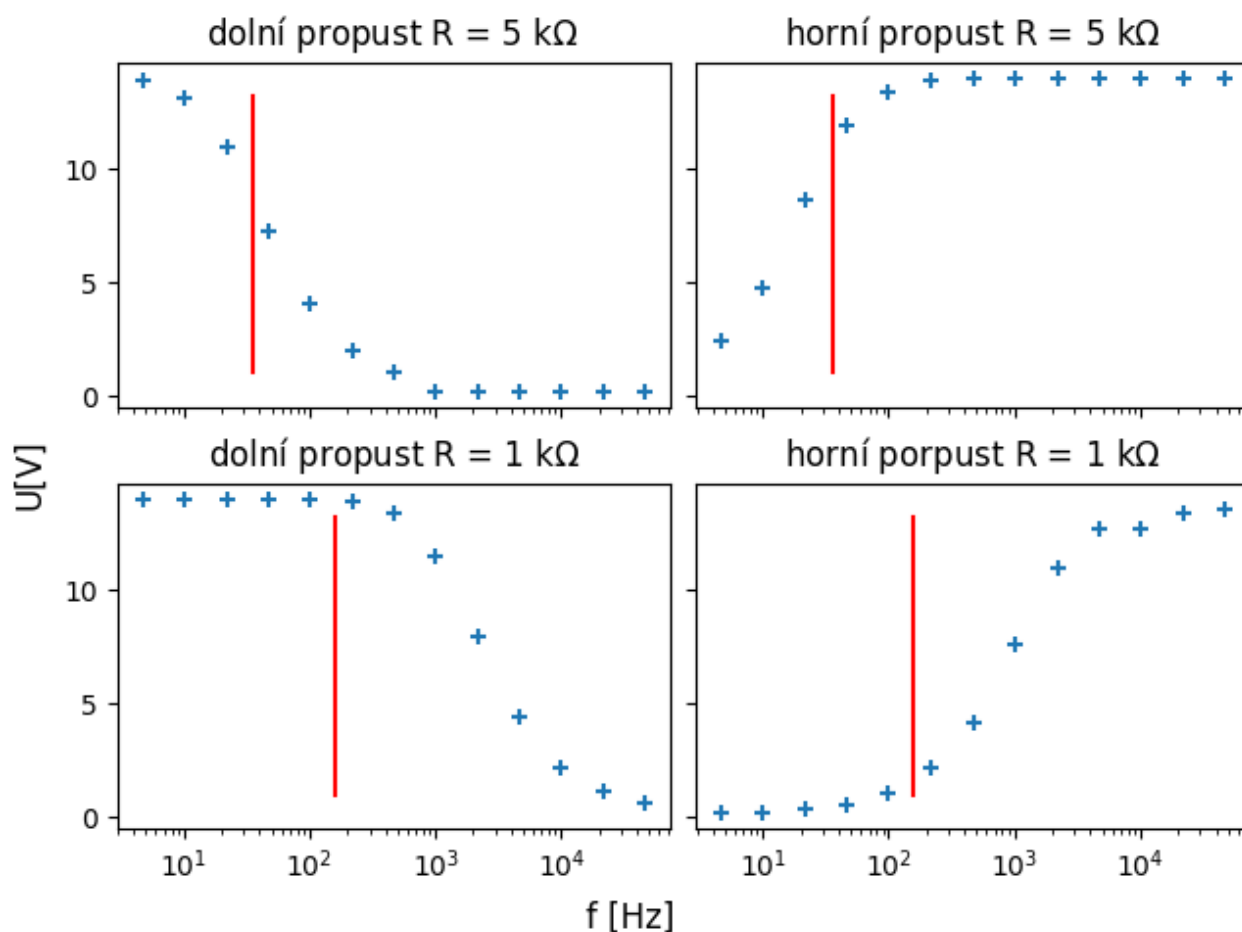 dolní propust R = 5 kΩ
horní propust R = 5 kΩ
10
5
0
dolní propust R = 1 kΩ
horní porpust R = 1 kΩ
U[V]
10
5
0
10¹ 10² 10³ 10⁴
10¹ 10² 10³ 10⁴
f [Hz]